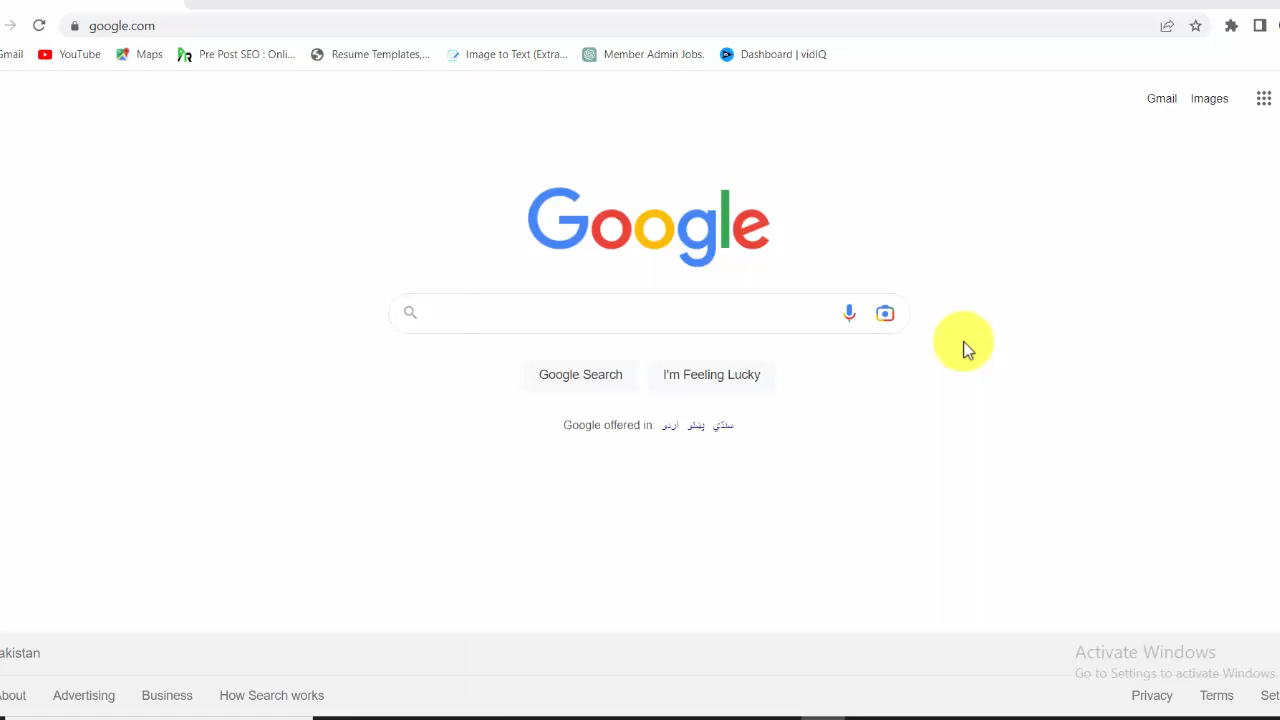 google.com
Gmail YouTube Maps Pre Post SEO : Onli... Resume Templates,... Image to Text (Extra... Member Admin Jobs. Dashboard | vidIQ
Gmail Images
Google
Google Search I'm Feeling Lucky
Google offered in: اردو پښتو سنڌي
akistan
Activate Windows
Go to Settings to activate Windows.
About Advertising Business How Search works Privacy Terms Set